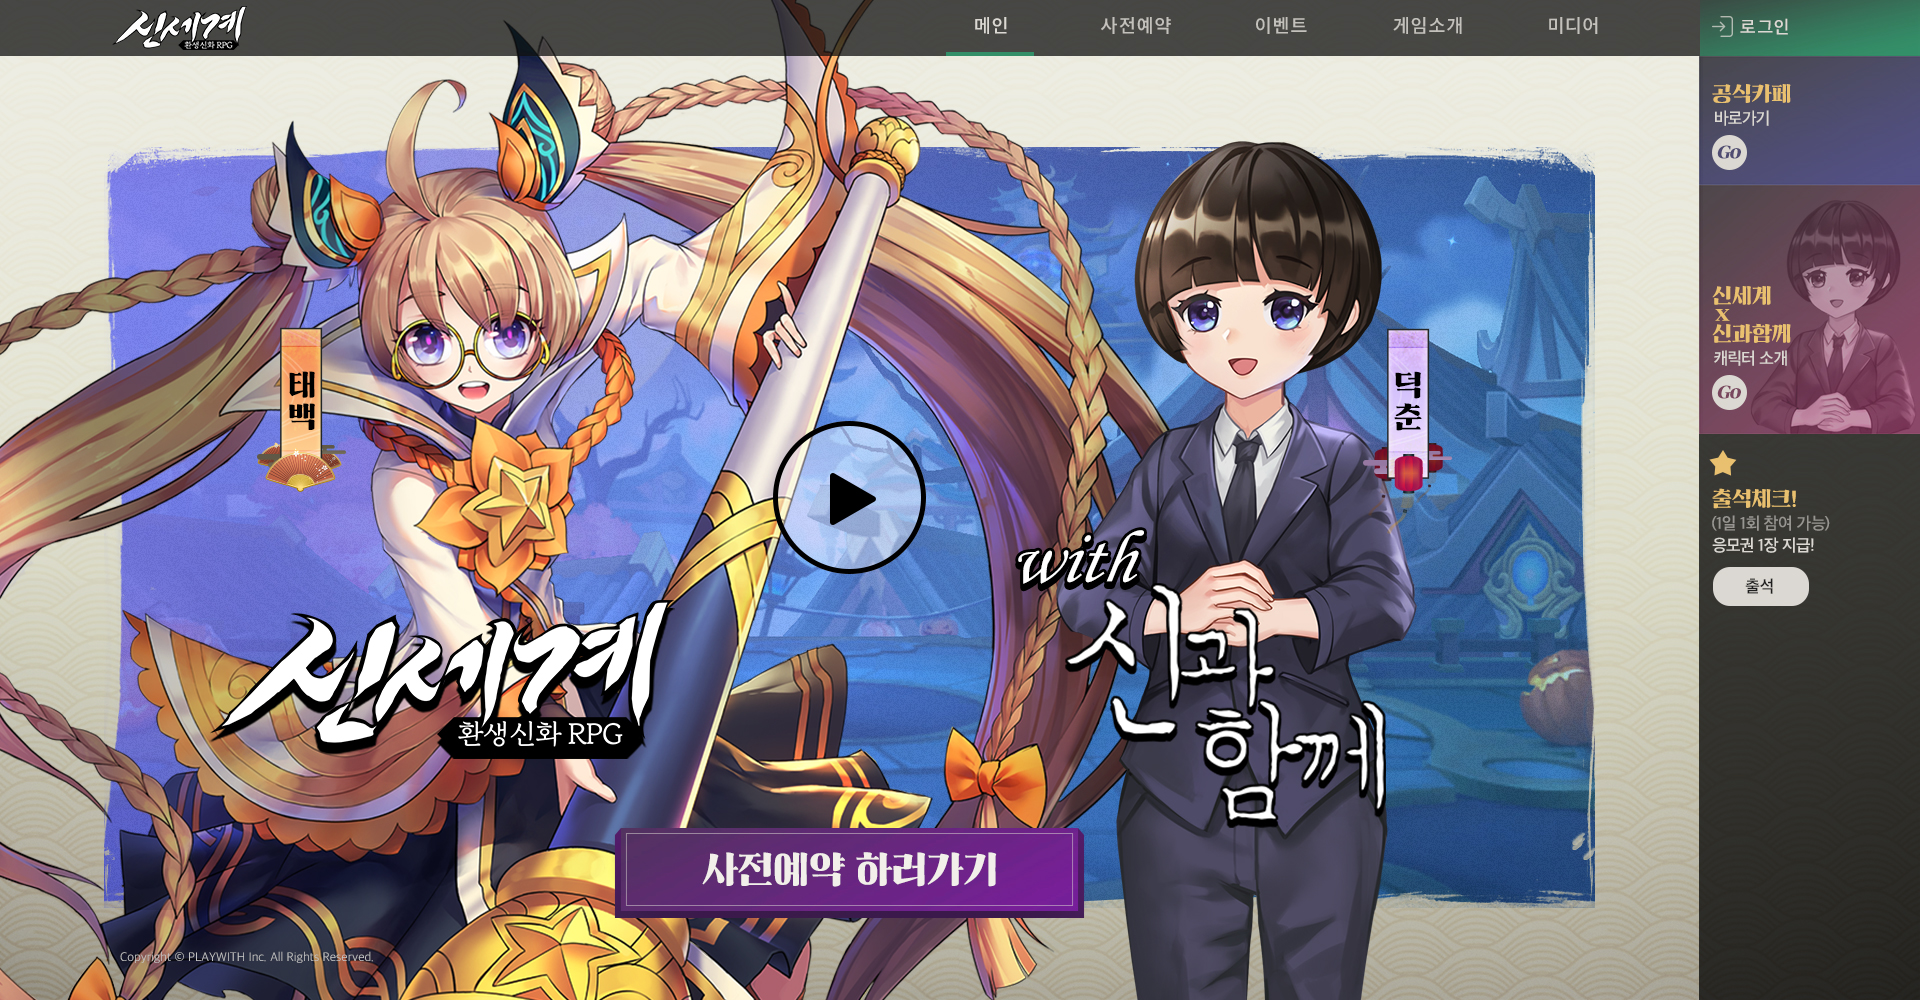 신세계
환생신화 RPG
메인
사전예약
이벤트
게임소개
미디어
로그인
공식카페
바로가기
Go
신세계
X
신과함께
캐릭터 소개
Go
출석체크!
(1일 1회 참여 가능)
응모권 1장 지급!
출석
태백
덕춘
with
신과
함께
신세계
환생신화 RPG
사전예약 하러가기
Copyright © PLAYWITH Inc. All Rights Reserved.